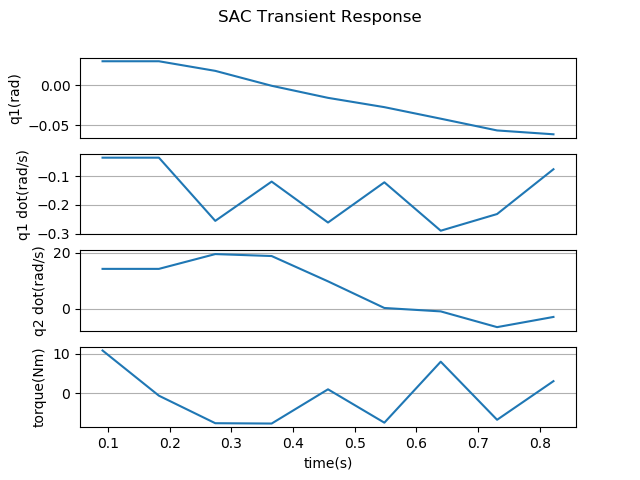 SAC Transient Response
q1(rad)
0.00
−0.05
q1 dot(rad/s)
−0.1
−0.2
−0.3
q2 dot(rad/s)
20
0
torque(Nm)
10
0
0.1 0.2 0.3 0.4 0.5 0.6 0.7 0.8
time(s)